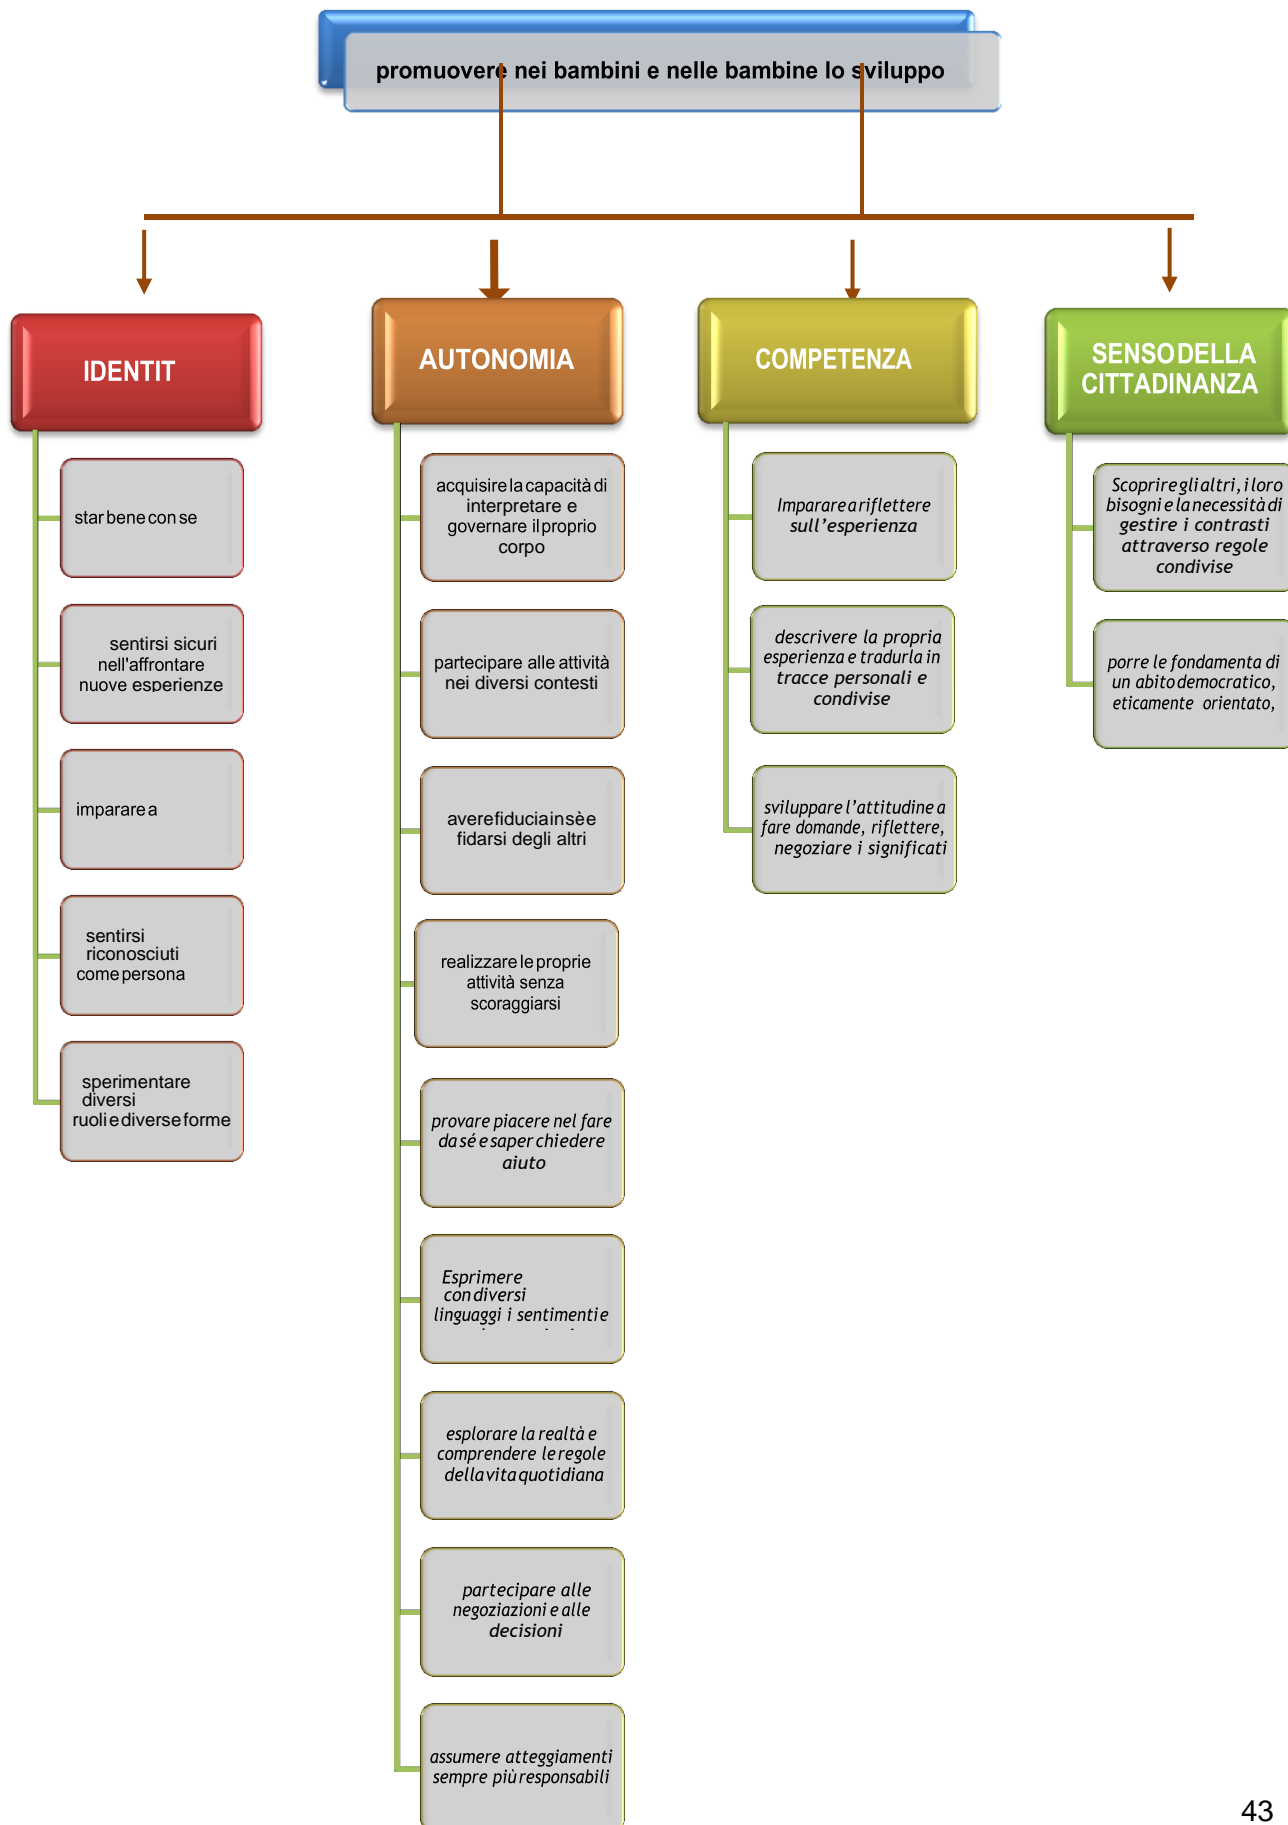 promuovere nei bambini e nelle bambine lo sviluppo
IDENTIT
star bene con se
sentirsi sicuri
nell'affrontare
nuove esperienze
imparare a
sentirsi
riconosciuti
come persona
sperimentare
diversi
ruoli e diverse forme
AUTONOMIA
acquisire la capacità di
interpretare e
governare il proprio
corpo
partecipare alle attività
nei diversi contesti
avere fiducia in sè e
fidarsi degli altri
realizzare le proprie
attività senza
scoraggiarsi
provare piacere nel fare
da sé e saper chiedere
aiuto
Esprimere
con diversi
linguaggi i sentimenti e
esplorare la realtà e
comprendere le regole
della vita quotidiana
partecipare alle
negoziazioni e alle
decisioni
assumere atteggiamenti
sempre più responsabili
COMPETENZA
Imparare a riflettere
sull’esperienza
descrivere la propria
esperienza e tradurla in
tracce personali e
condivise
sviluppare l’attitudine a
fare domande, riflettere,
negoziare i significati
SENSO DELLA
CITTADINANZA
Scoprire gli altri, i loro
bisogni e la necessità di
gestire i contrasti
attraverso regole
condivise
porre le fondamenta di
un abito democratico,
eticamente orientato,
43